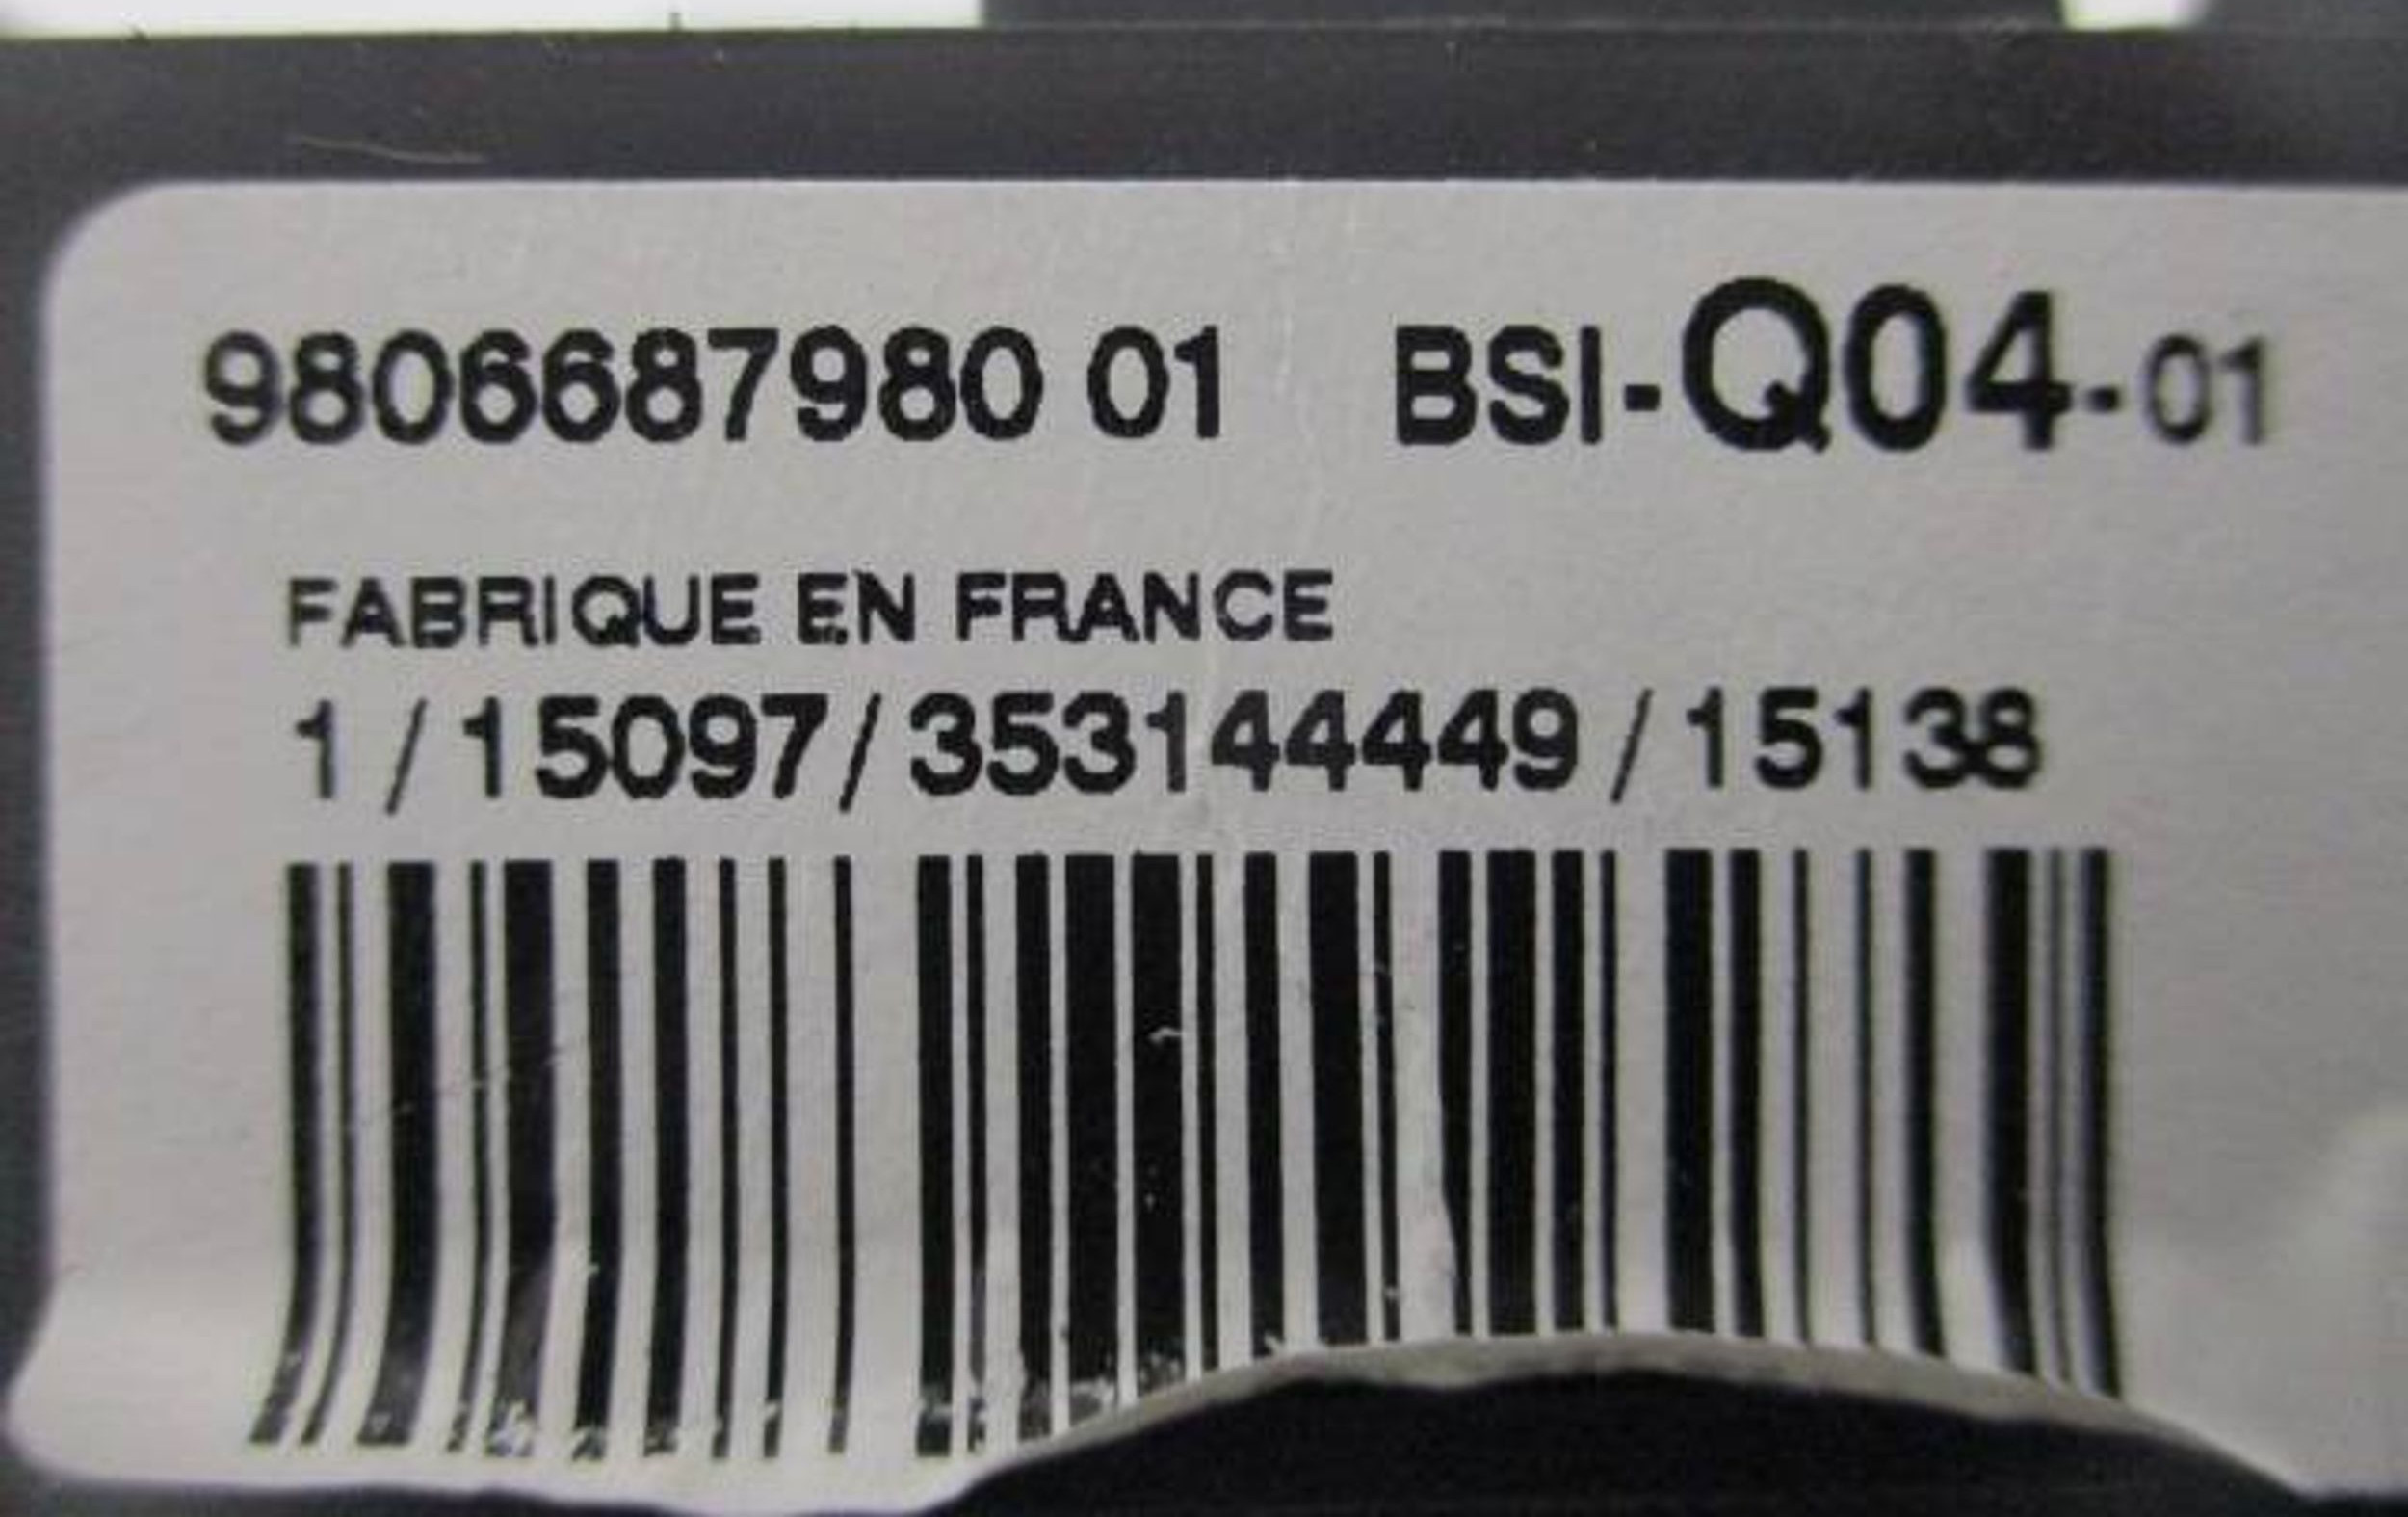 9806687980 01 BSI-Q04-01
FABRIQUE EN FRANCE
1/15097/353144449/15138